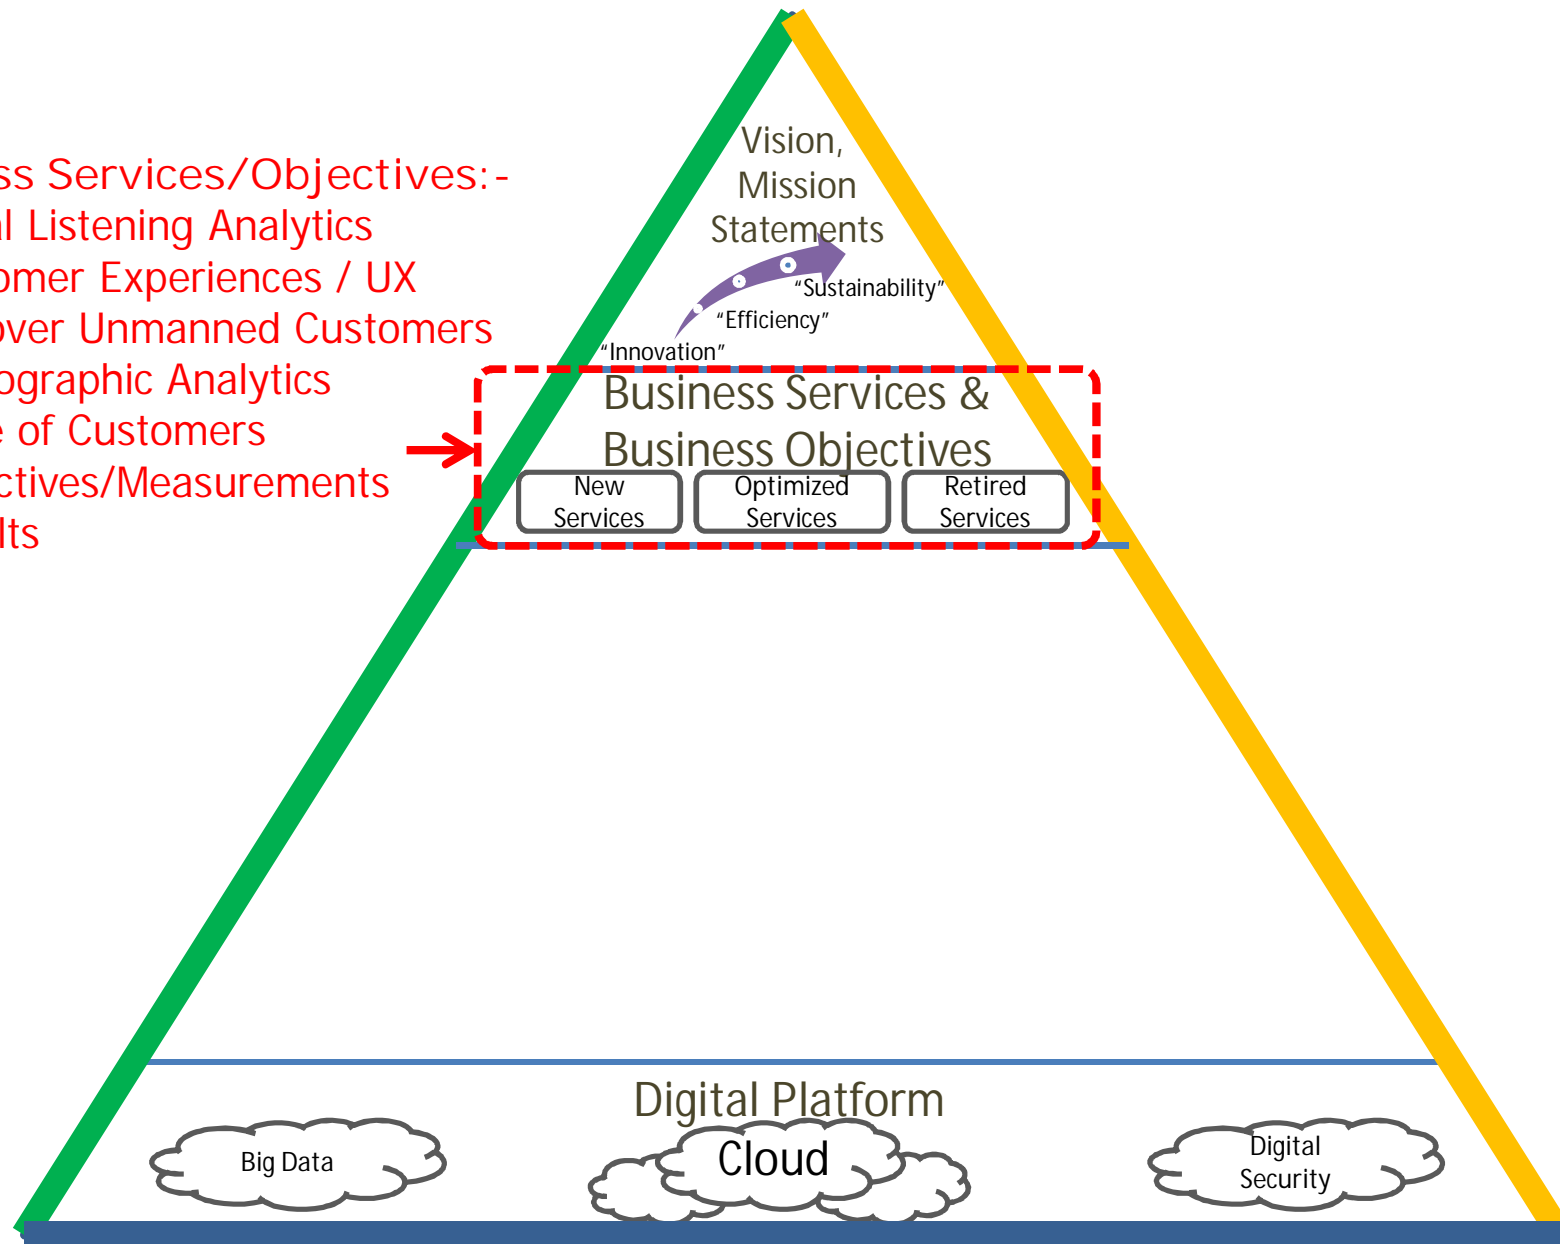 Vision,
Mission
Statements
“Sustainability”
“Efficiency”
“Innovation”
ss Services/Objectives:-
l Listening Analytics
omer Experiences / UX
over Unmanned Customers
ographic Analytics
e of Customers
ctives/Measurements
lts
Business Services &
Business Objectives
New
Services
Optimized
Services
Retired
Services
Digital Platform
Big Data
Cloud
Digital
Security